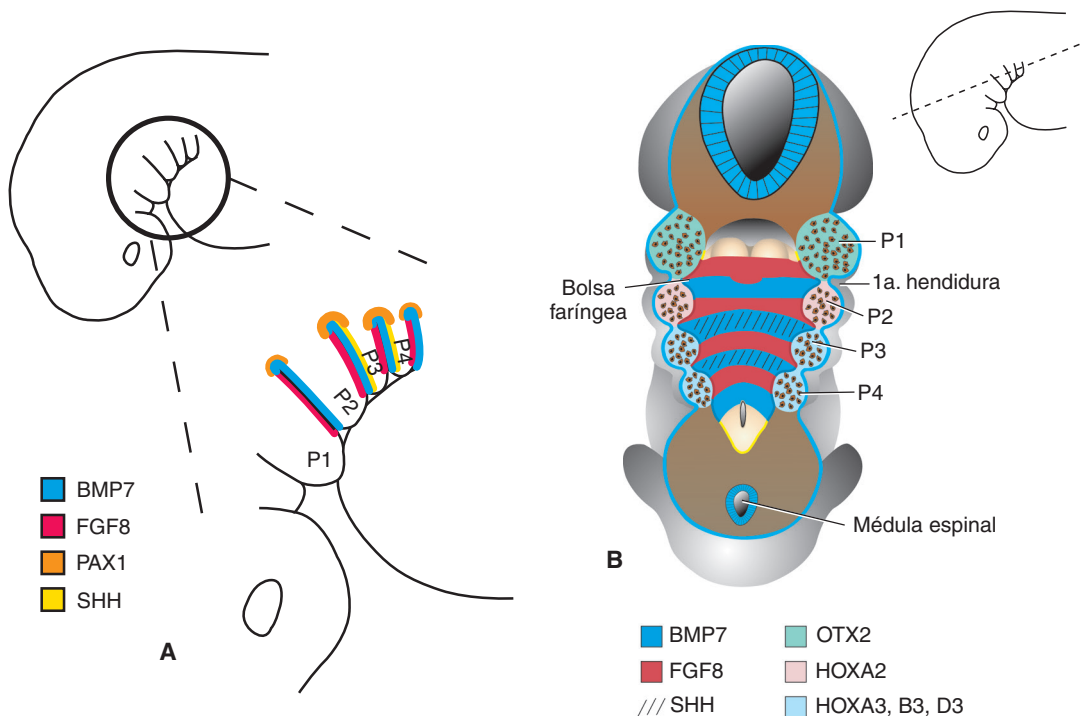 P1
P2
P3
P4
BMP7
FGF8
PAX1
SHH
A
P1
1a. hendidura
Bolsa
faríngea
P2
P3
P4
Médula espinal
B
BMP7
FGF8
SHH
OTX2
HOXA2
HOXA3, B3, D3